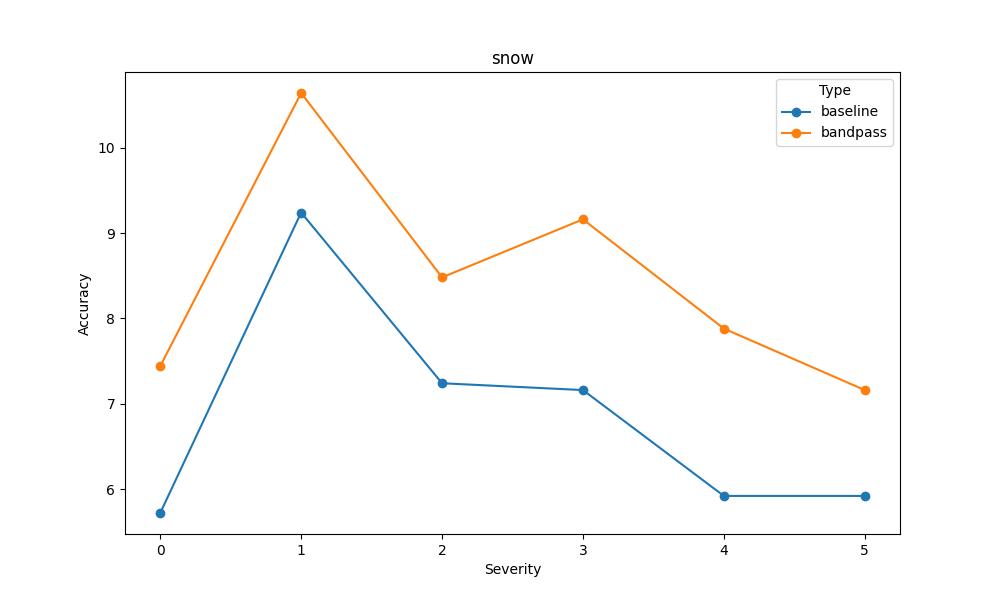 snow
Type
baseline
bandpass
10
9
8
7
6
Accuracy
0 1 2 3 4 5
Severity